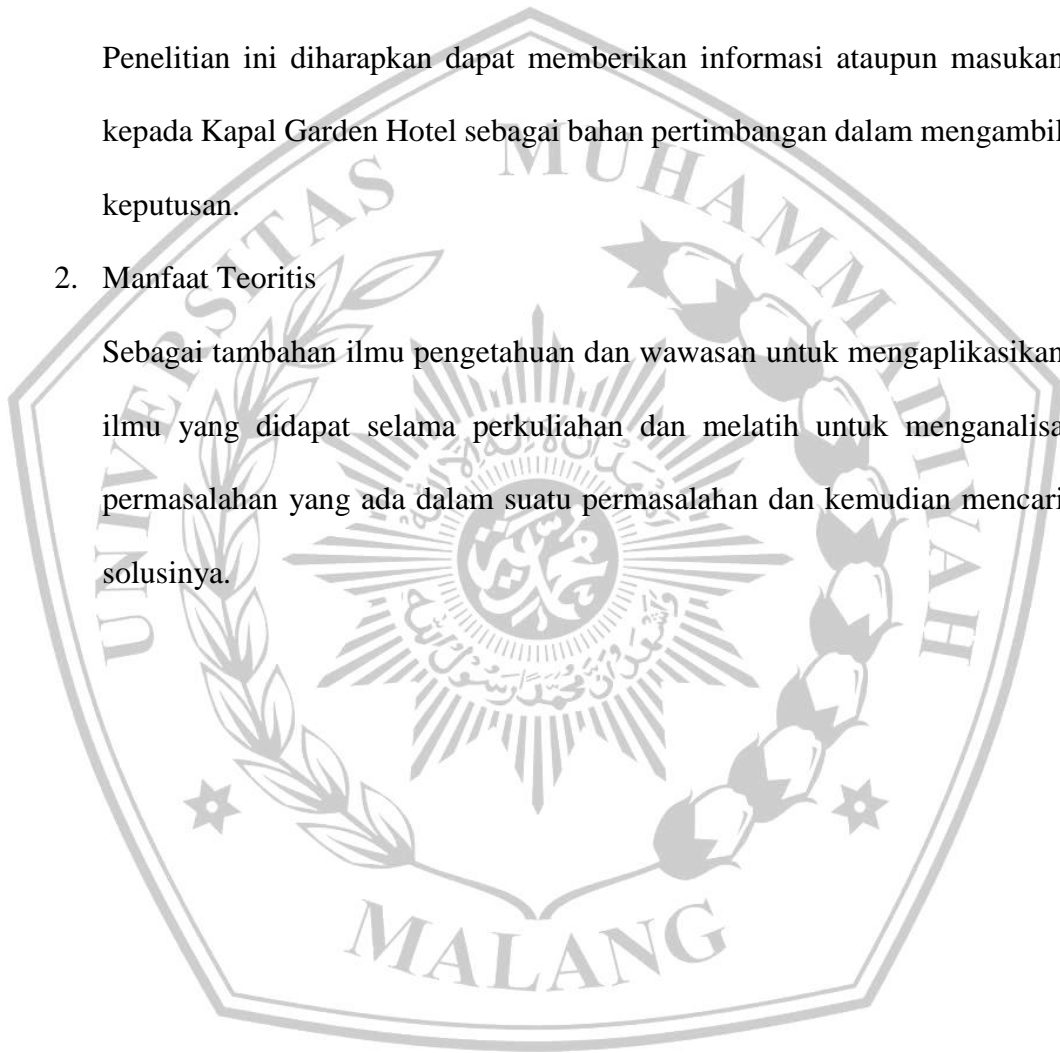 Penelitian ini diharapkan dapat memberikan informasi ataupun masukan
kepada Kapal Garden Hotel sebagai bahan pertimbangan dalam mengambil
keputusan.
2. Manfaat Teoritis
Sebagai tambahan ilmu pengetahuan dan wawasan untuk mengaplikasikan
ilmu yang didapat selama perkuliahan dan melatih untuk menganalisa
permasalahan yang ada dalam suatu permasalahan dan kemudian mencari
solusinya.
UNIVERSITAS MUHAMMADIYAH
MALANG